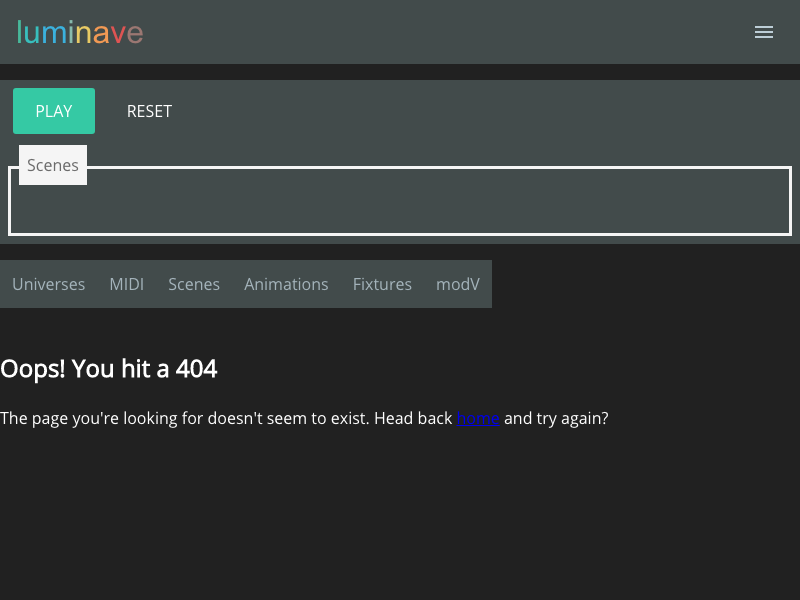 luminave
PLAY RESET
Scenes
Universes MIDI Scenes Animations Fixtures modV
Oops! You hit a 404
The page you're looking for doesn't seem to exist. Head back home and try again?